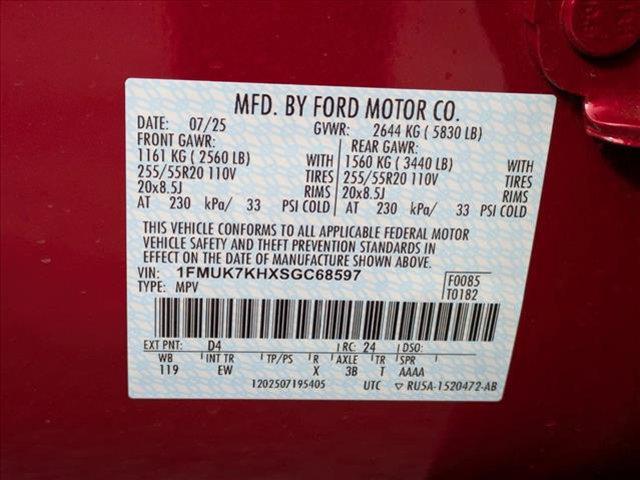 MFD. BY FORD MOTOR CO.
DATE: 07/25 GVWR: 2644 KG ( 5830 LB)
FRONT GAWR: REAR GAWR:
1161 KG ( 2560 LB) WITH 1560 KG ( 3440 LB) WITH
255/55R20 110V TIRES 255/55R20 110V TIRES
20x8.5J RIMS 20x8.5J RIMS
AT 230 kPa/ 33 PSI COLD AT 230 kPa/ 33 PSI COLD
THIS VEHICLE CONFORMS TO ALL APPLICABLE FEDERAL MOTOR
VEHICLE SAFETY AND THEFT PREVENTION STANDARDS IN
EFFECT ON THE DATE OF MANUFACTURE SHOWN ABOVE.
VIN: 1FMUK7KHXSGC68597 F0085
TYPE: MPV T0182
EXT PNT: D4 RC: 24 DSO:
WB INT TR TP/PS R AXLE TR SPR
119 EW X 3B T AAAA
1202507195405 UTC RU5A-1520472-AB